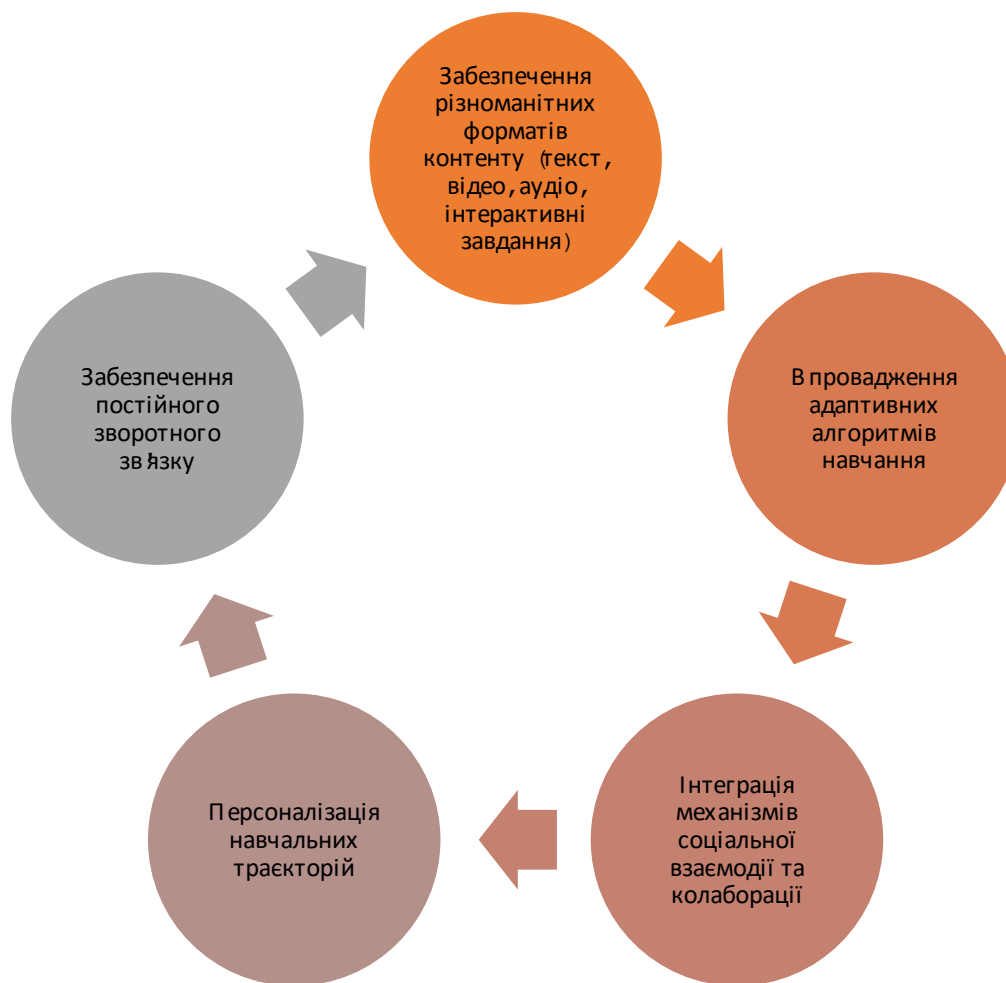 Забезпечення
різноманітних
форматів
контенту (текст,
відео, аудіо,
інтерактивні
завдання)
Впровадження
адаптивних
алгоритмів
навчання
Інтеграція
механізмів
соціальної
взаємодії та
колаборації
Персоналізація
навчальних
траєкторій
Забезпечення
постійного
зворотного
зв'язку